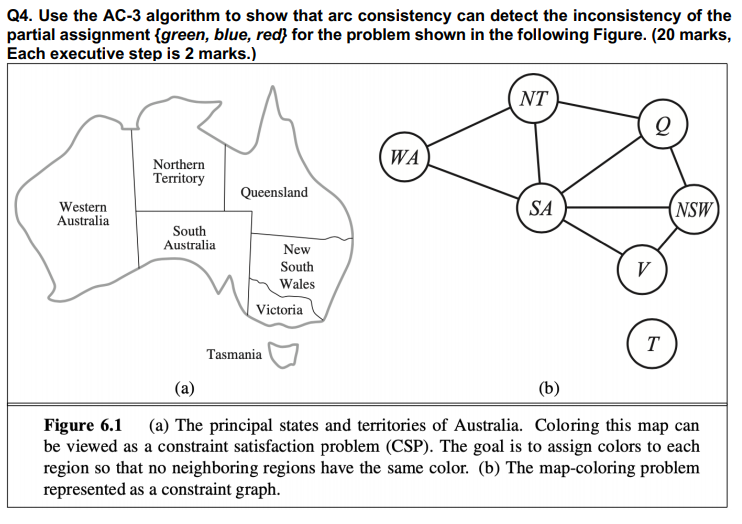 Q4. Use the AC-3 algorithm to show that arc consistency can detect the inconsistency of the
partial assignment {green, blue, red} for the problem shown in the following Figure. (20 marks,
Each executive step is 2 marks.)
Northern
Territory
Western
Australia
Queensland
South
Australia
New
South
Wales
Victoria
Tasmania
(a)
NT
Q
WA
SA
NSW
V
T
(b)
Figure 6.1 (a) The principal states and territories of Australia. Coloring this map can
be viewed as a constraint satisfaction problem (CSP). The goal is to assign colors to each
region so that no neighboring regions have the same color. (b) The map-coloring problem
represented as a constraint graph.